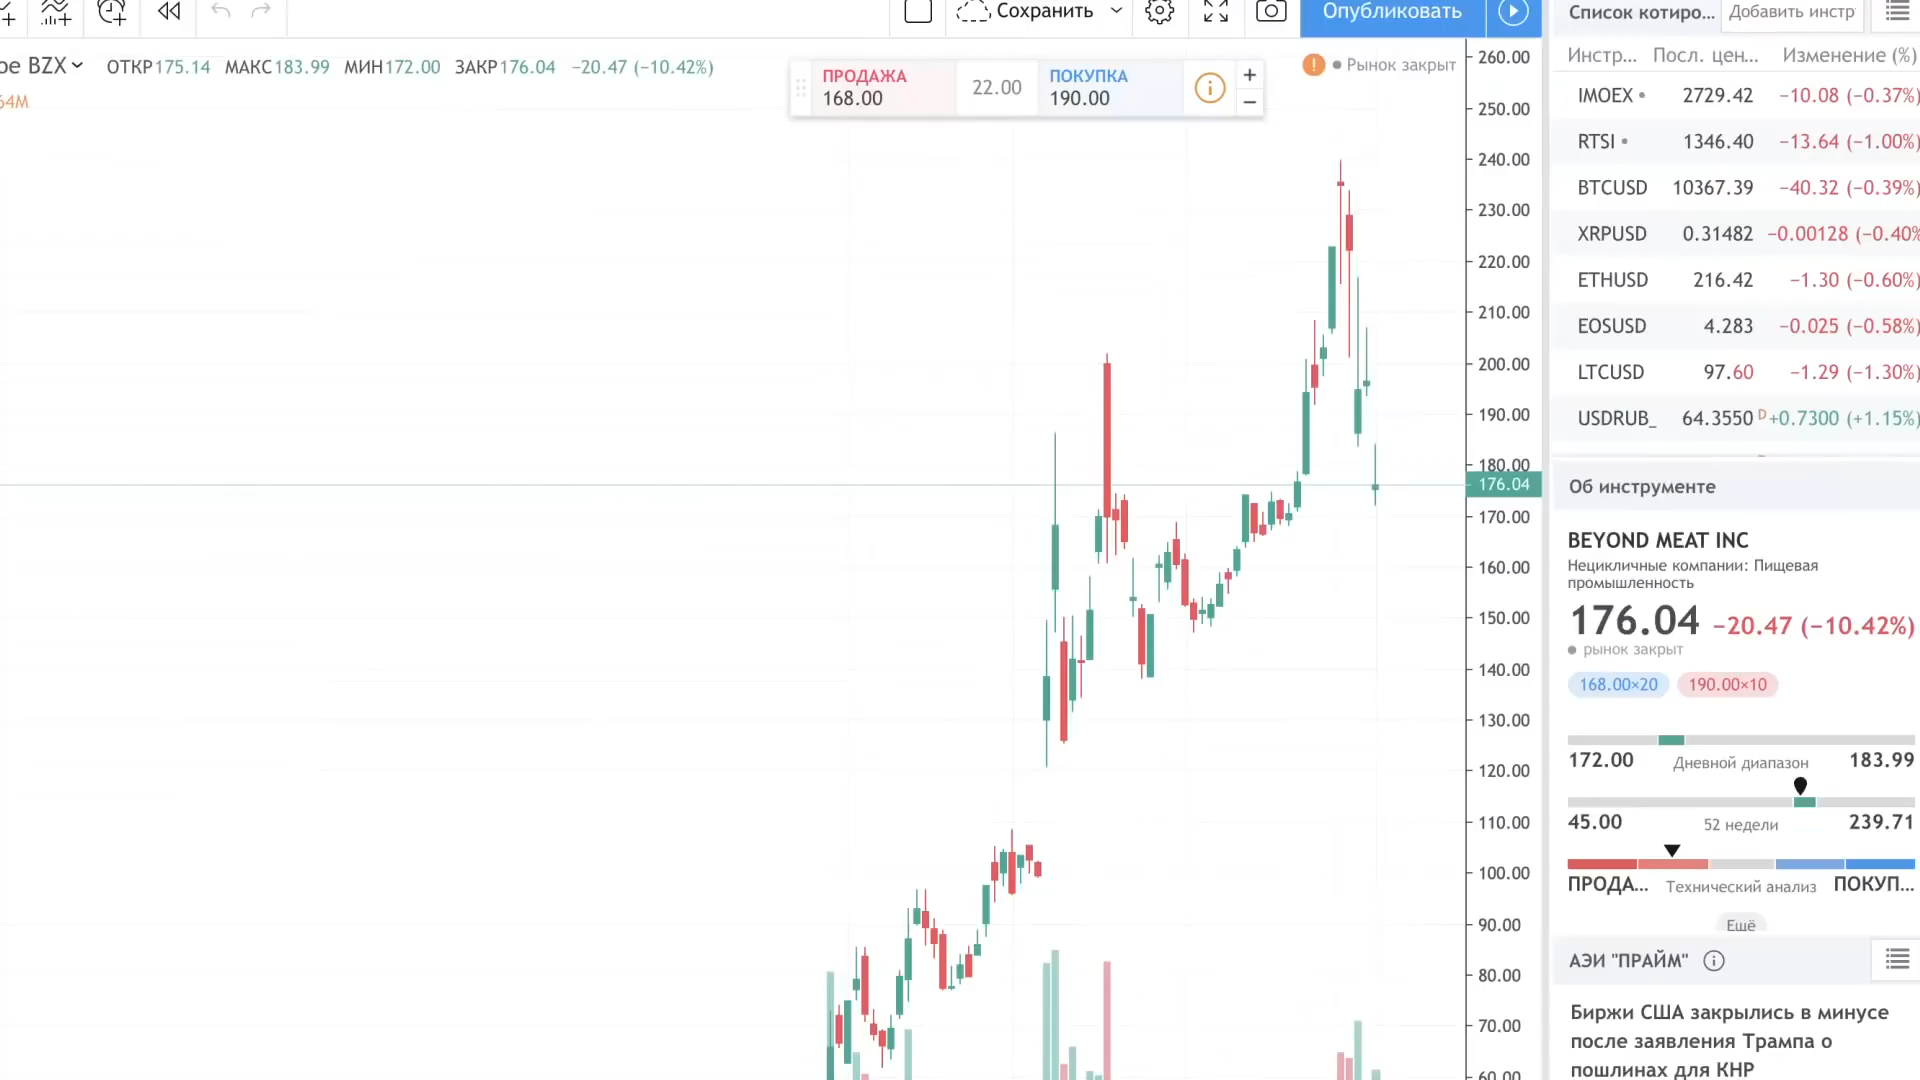 Сохранить
Опубликовать
Список котиро...
Добавить инстр
oe BZX
ОТКР175.14 МАКС183.99 МИН172.00 ЗАКР176.04 −20.47 (−10.42%)
64M
ПРОДАЖА
168.00
22.00
ПОКУПКА
190.00
Рынок закрыт
260.00
250.00
240.00
230.00
220.00
210.00
200.00
190.00
180.00
176.04
170.00
160.00
150.00
140.00
130.00
120.00
110.00
100.00
90.00
80.00
70.00
60.00
Инстр... Посл. цен... Изменение (%)
IMOEX 2729.42 −10.08 (−0.37%)
RTSI 1346.40 −13.64 (−1.00%)
BTCUSD 10367.39 −40.32 (−0.39%)
XRPUSD 0.31482 −0.00128 (−0.40%
ETHUSD 216.42 −1.30 (−0.60%)
EOSUSD 4.283 −0.025 (−0.58%)
LTCUSD 97.60 −1.29 (−1.30%)
USDRUB_ 64.3550 D +0.7300 (+1.15%)
Об инструменте
BEYOND MEAT INC
Нецикличные компании: Пищевая
промышленность
176.04 −20.47 (−10.42%)
рынок закрыт
168.00×20 190.00×10
172.00 Дневной диапазон 183.99
45.00 52 недели 239.71
ПРОДА... Технический анализ ПОКУП...
Ещё
АЭИ "ПРАЙМ"
Биржи США закрылись в минусе
после заявления Трампа о
пошлинах для КНР